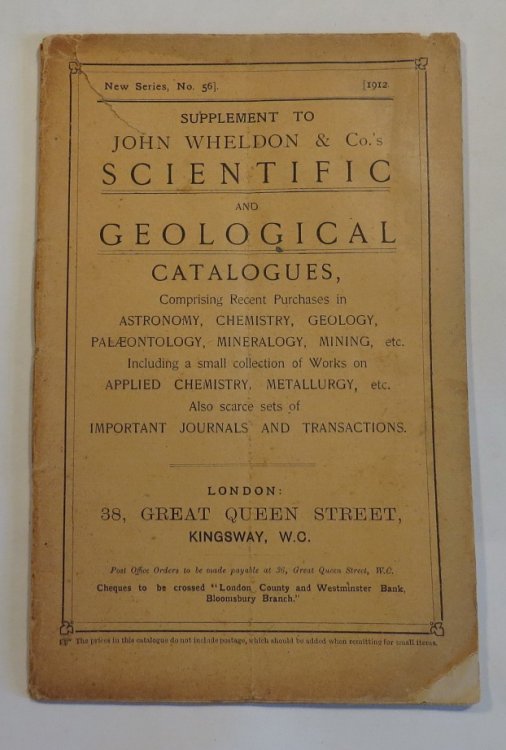 New Series, No. 56]. [1912.
SUPPLEMENT TO
JOHN WHELDON & Co.'s
SCIENTIFIC
AND
GEOLOGICAL
CATALOGUES,
Comprising Recent Purchases in
ASTRONOMY, CHEMISTRY, GEOLOGY,
PALÆONTOLOGY, MINERALOGY, MINING, etc.
Including a small collection of Works on
APPLIED CHEMISTRY, METALLURGY, etc.
Also scarce sets of
IMPORTANT JOURNALS AND TRANSACTIONS.
LONDON:
38, GREAT QUEEN STREET,
KINGSWAY, W.C.
Post Office Orders to be made payable at 36, Great Queen Street, W.C.
Cheques to be crossed "London County and Westminster Bank,
Bloomsbury Branch."
☞ The prices in this catalogue do not include postage, which should be added when remitting for small items.